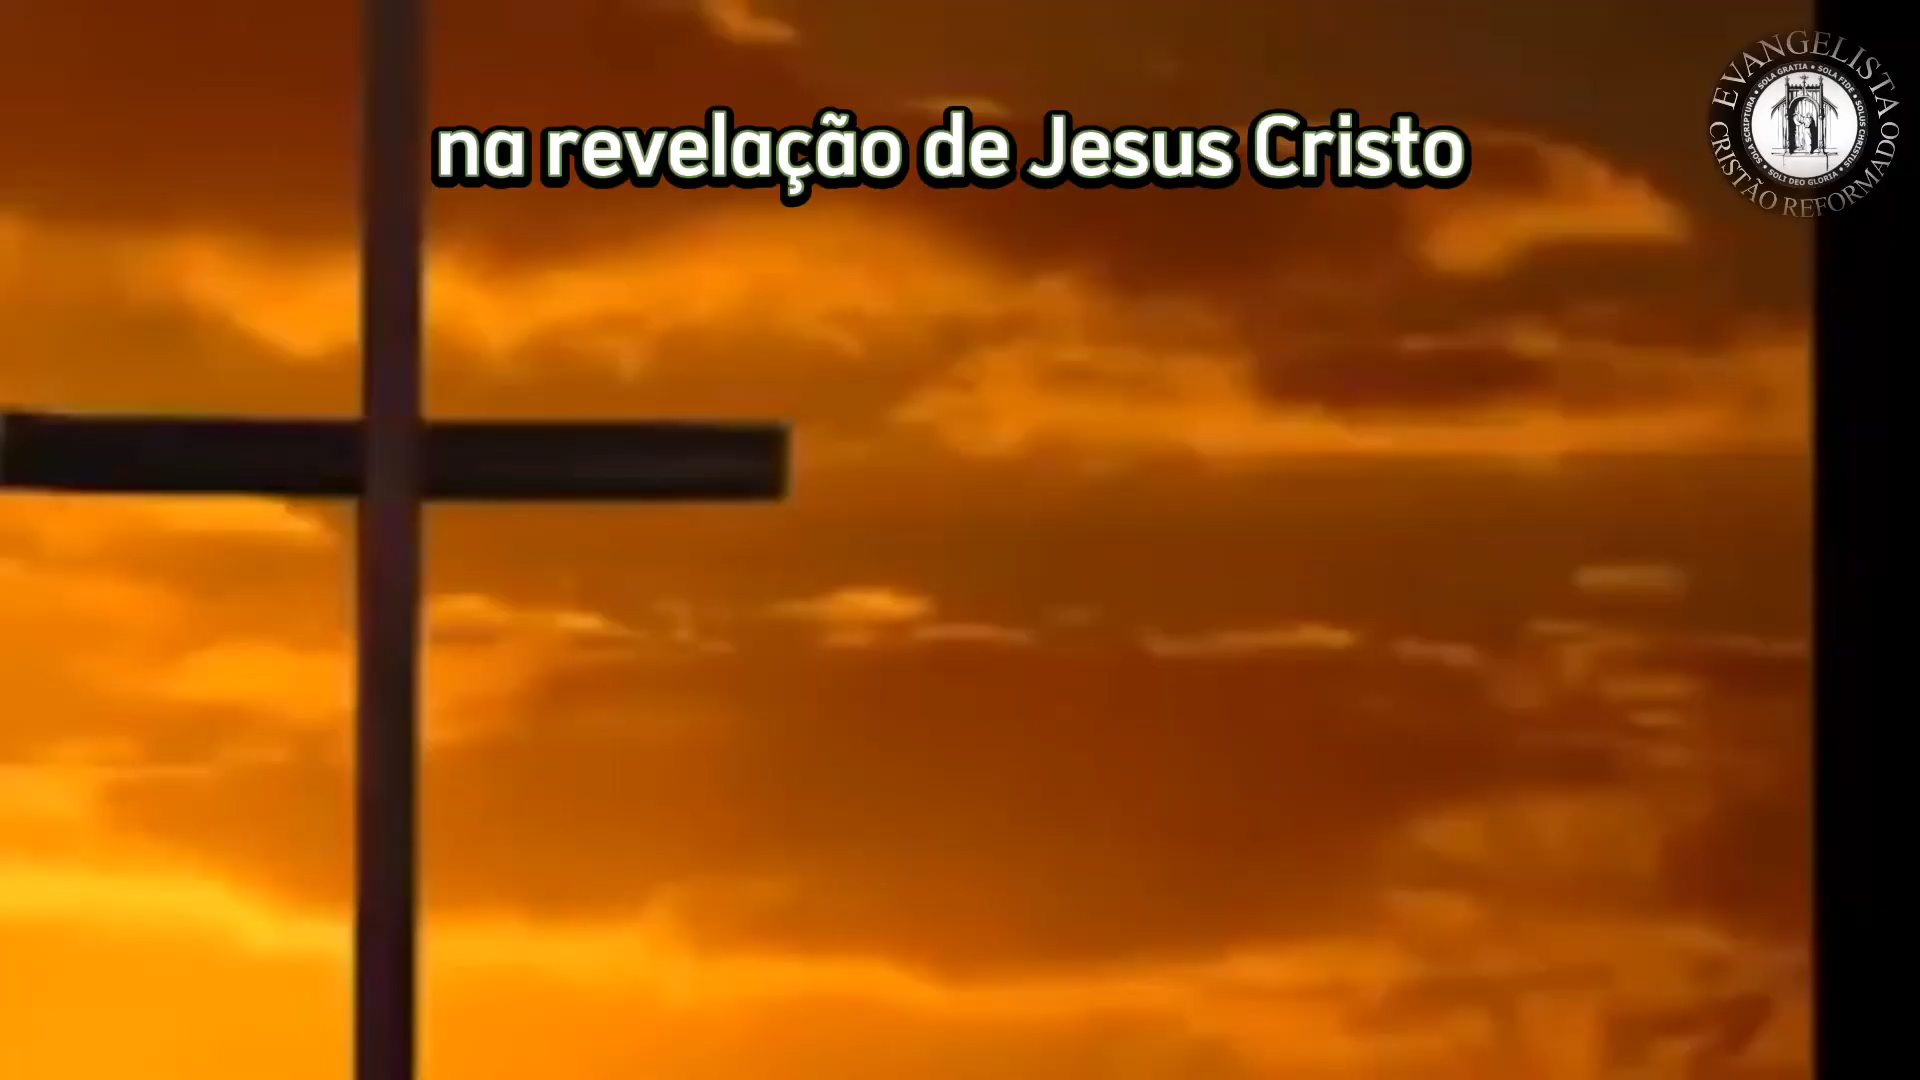 na revelação de Jesus Cristo
EVANGELISTA
CRISTÃO REFORMADO
SOLA SCRIPTURA • SOLA GRATIA • SOLA FIDE • SOLUS CHRISTUS • SOLI DEO GLORIA •